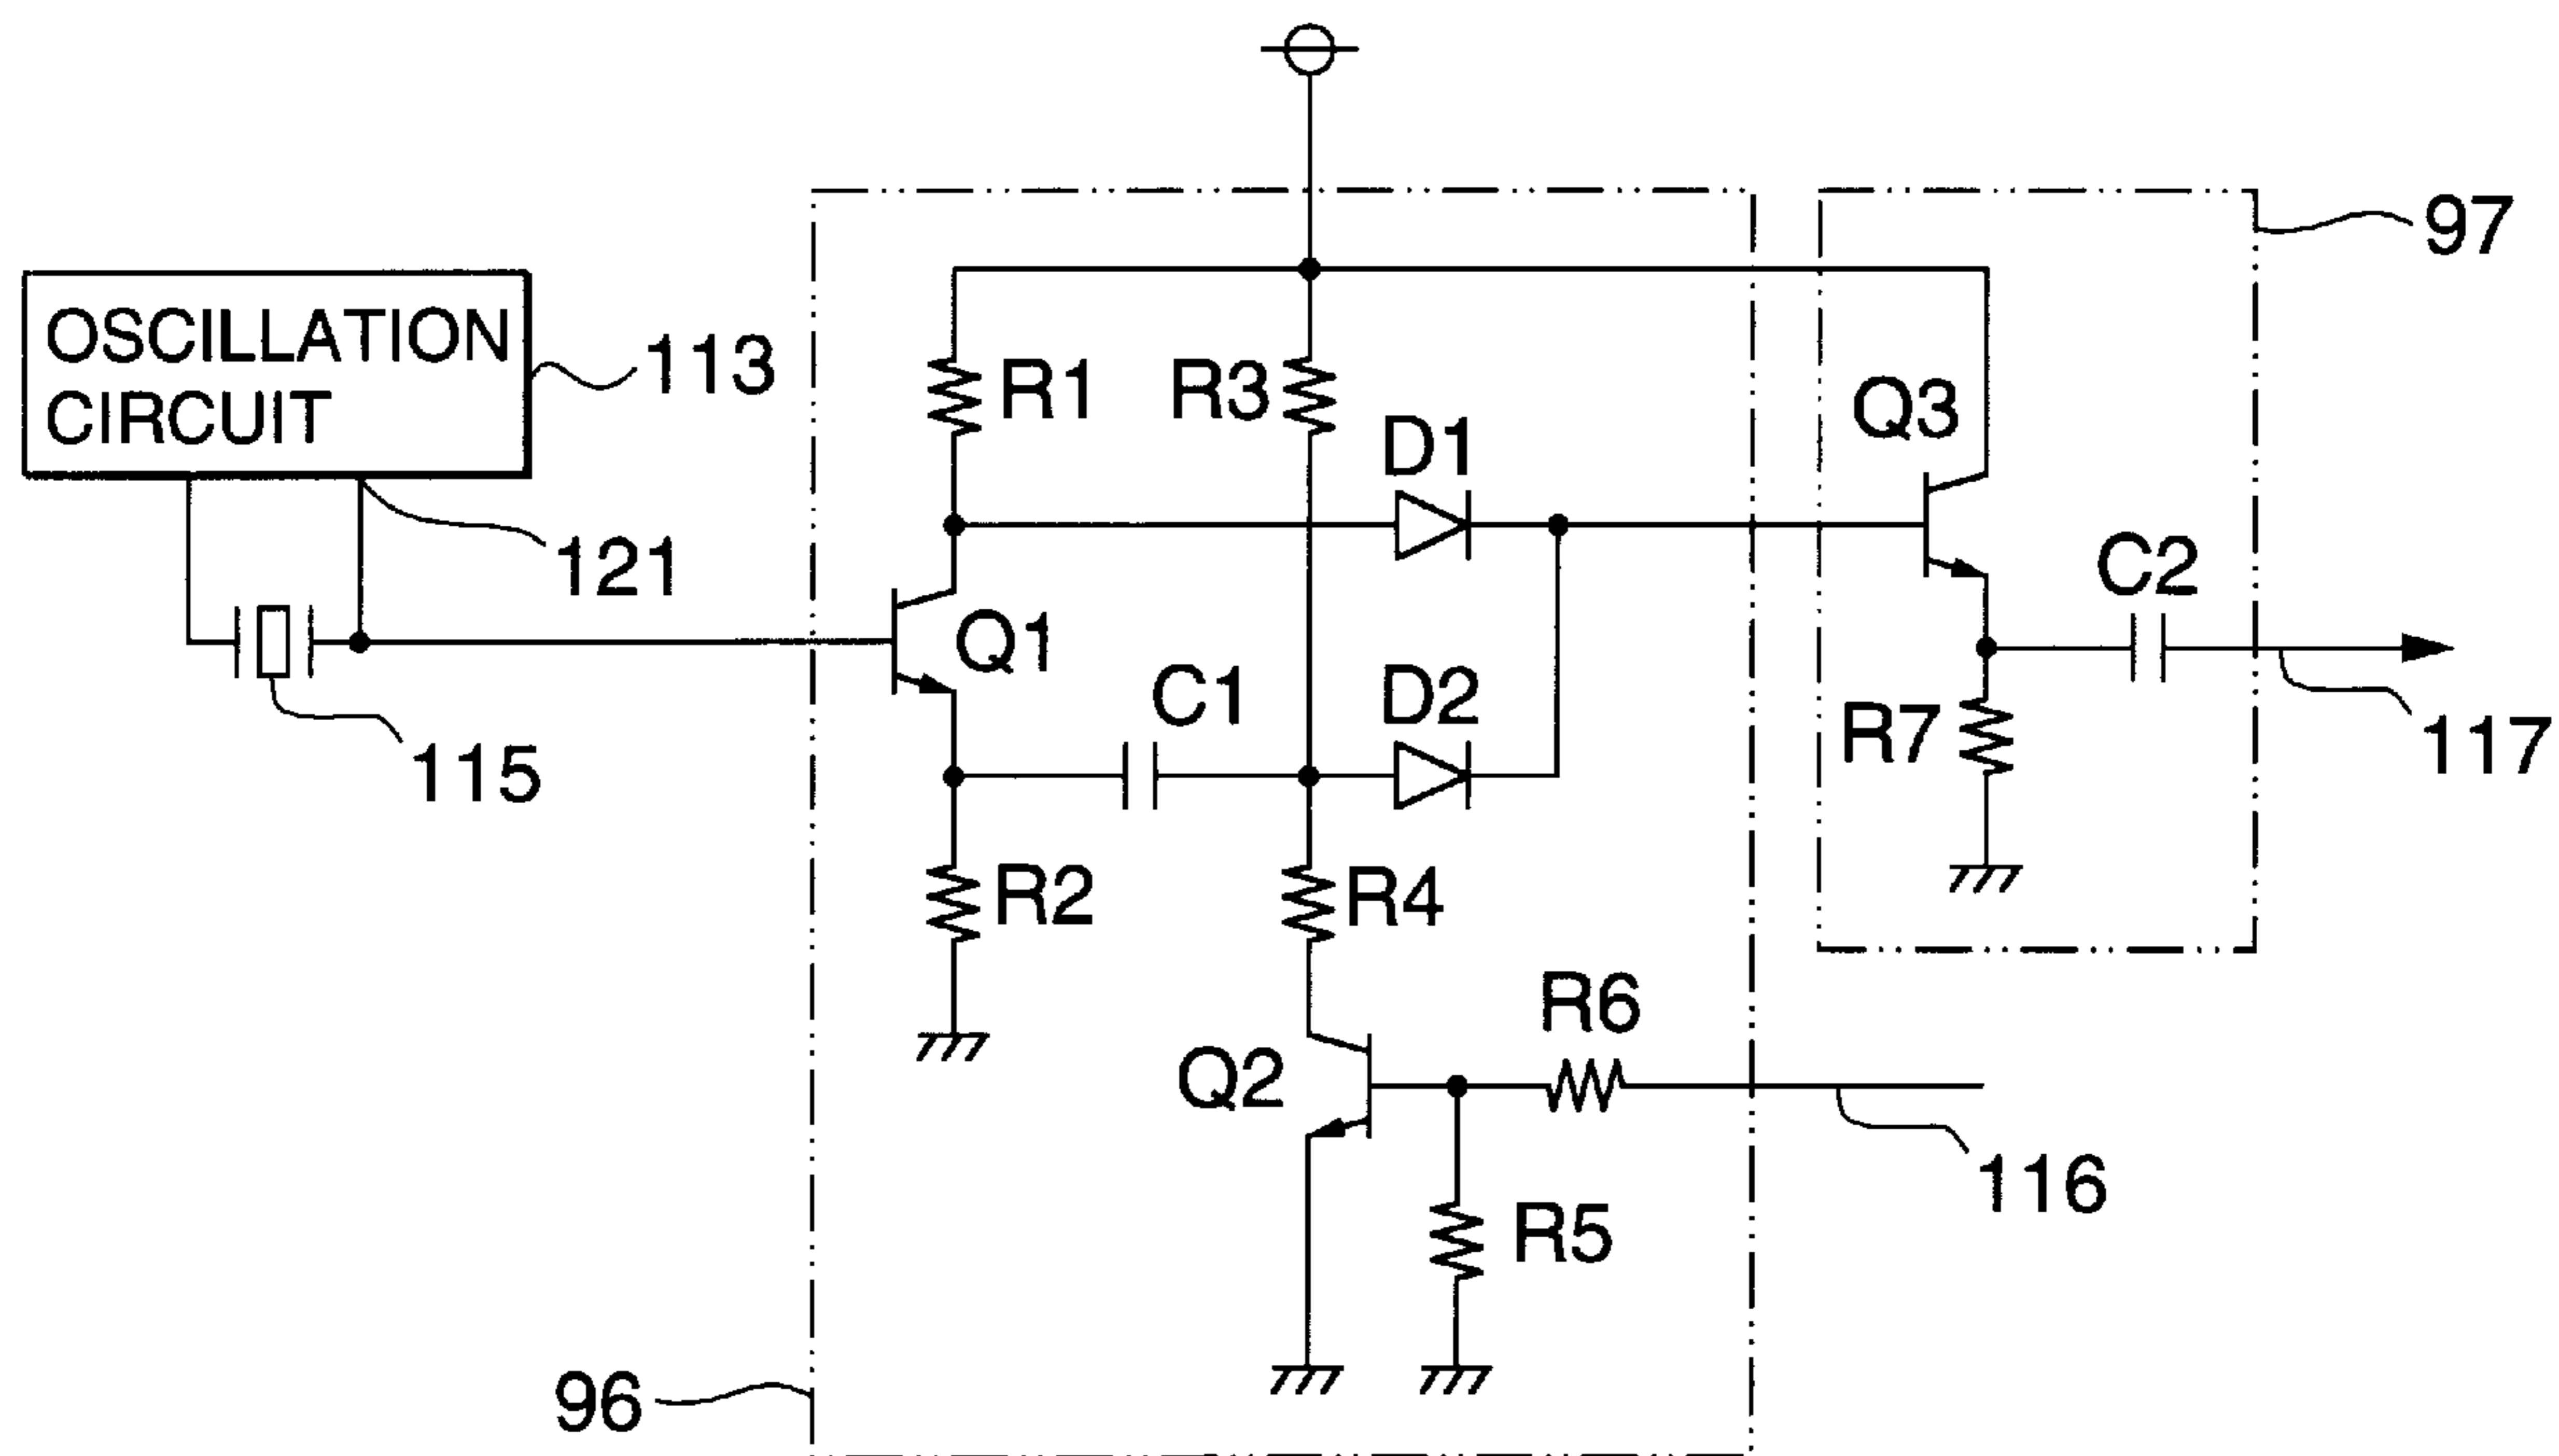 97
OSCILLATION
CIRCUIT
113
R1
R3
D1
Q3
121
C2
Q1
C1
D2
115
R7
117
R2
R4
R6
Q2
116
R5
96